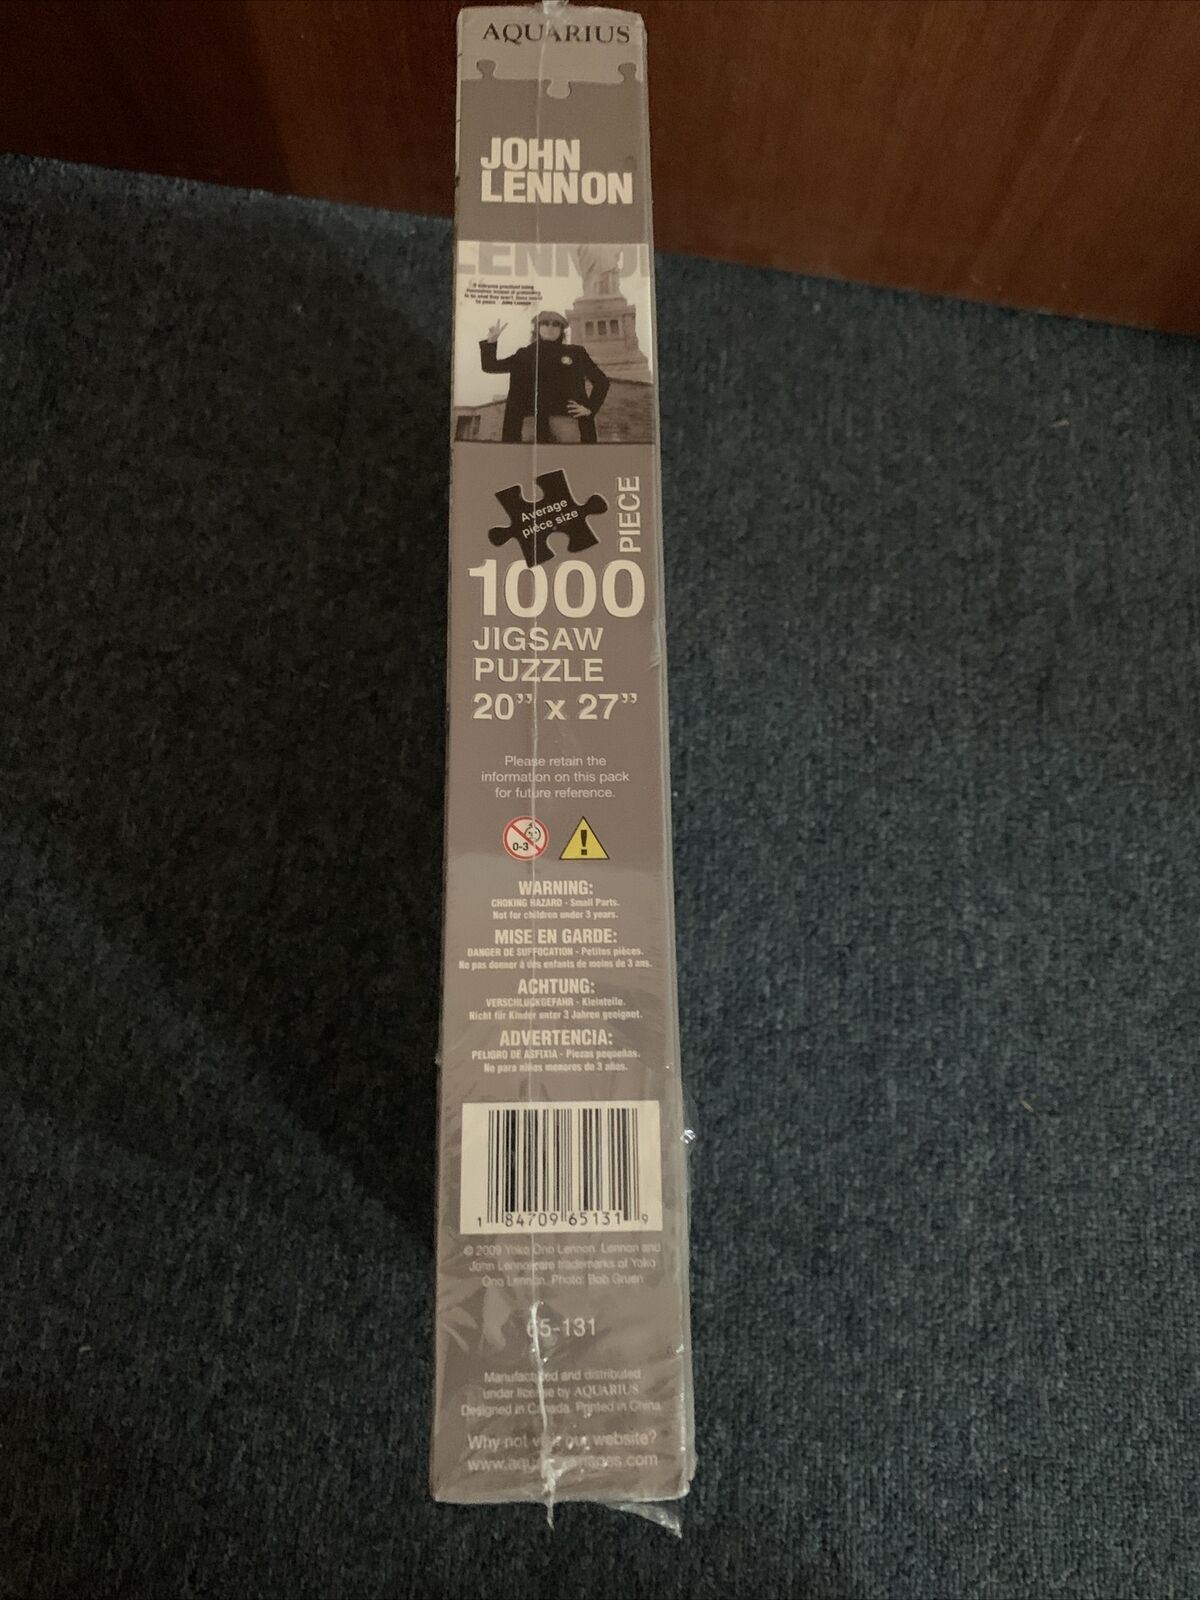 AQUARIUS
JOHN
LENNON
LENNON
Average
piece size
PIECE
1000
JIGSAW
PUZZLE
20” x 27”
Please retain the
information on this pack
for future reference.
0-3
WARNING:
CHOKING HAZARD - Small Parts.
Not for children under 3 years.
MISE EN GARDE:
DANGER DE SUFFOCATION - Petites pièces.
Ne pas donner à des enfants de moins de 3 ans.
ACHTUNG:
VERSCHLUCKGEFAHR - Kleinteile.
Nicht für Kinder unter 3 Jahren geeignet.
ADVERTENCIA:
PELIGRO DE ASFIXIA - Piezas pequeñas.
No para niños menores de 3 años.
1 84709 65131 9
© 2009 Yoko Ono Lennon. Lennon and
John Lennon are trademarks of Yoko
Ono Lennon. Photo: Bob Gruen
65-131
Manufactured and distributed
under license by AQUARIUS
Designed in Canada. Printed in China
Why not visit our website?